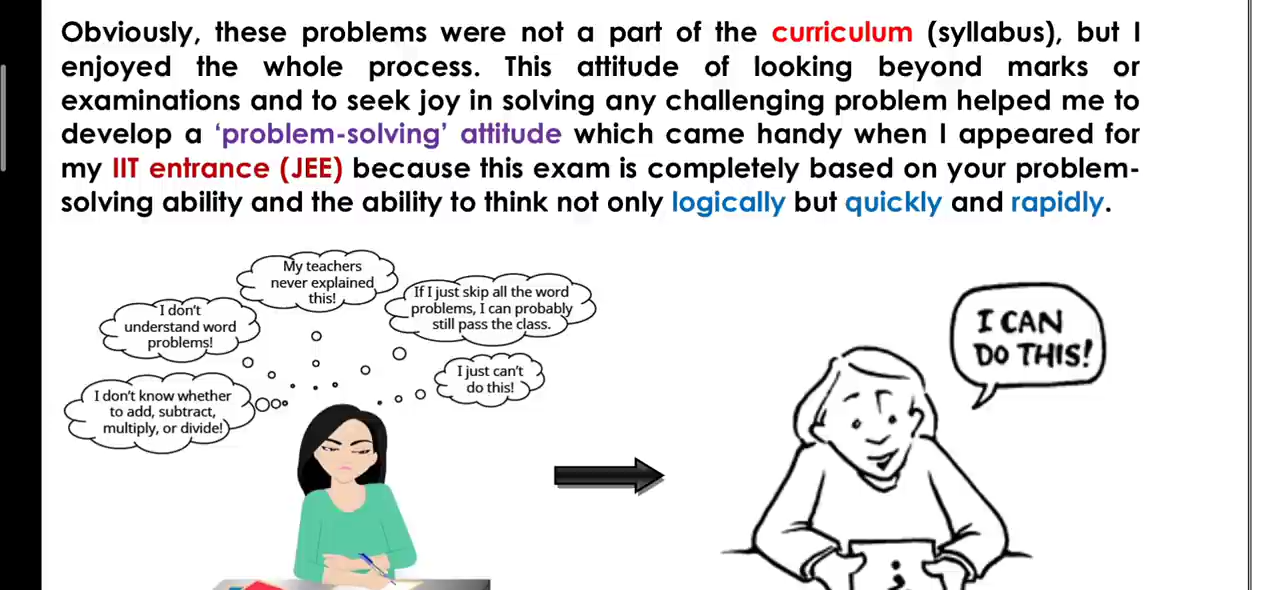 Obviously, these problems were not a part of the curriculum (syllabus), but I
enjoyed the whole process. This attitude of looking beyond marks or
examinations and to seek joy in solving any challenging problem helped me to
develop a ‘problem-solving’ attitude which came handy when I appeared for
my IIT entrance (JEE) because this exam is completely based on your problem-
solving ability and the ability to think not only logically but quickly and rapidly.
My teachers
never explained
this!
If I just skip all the word
problems, I can probably
still pass the class.
I don't
understand word
problems!
I just can't
do this!
I don't know whether
to add, subtract,
multiply, or divide!
I CAN
DO THIS!